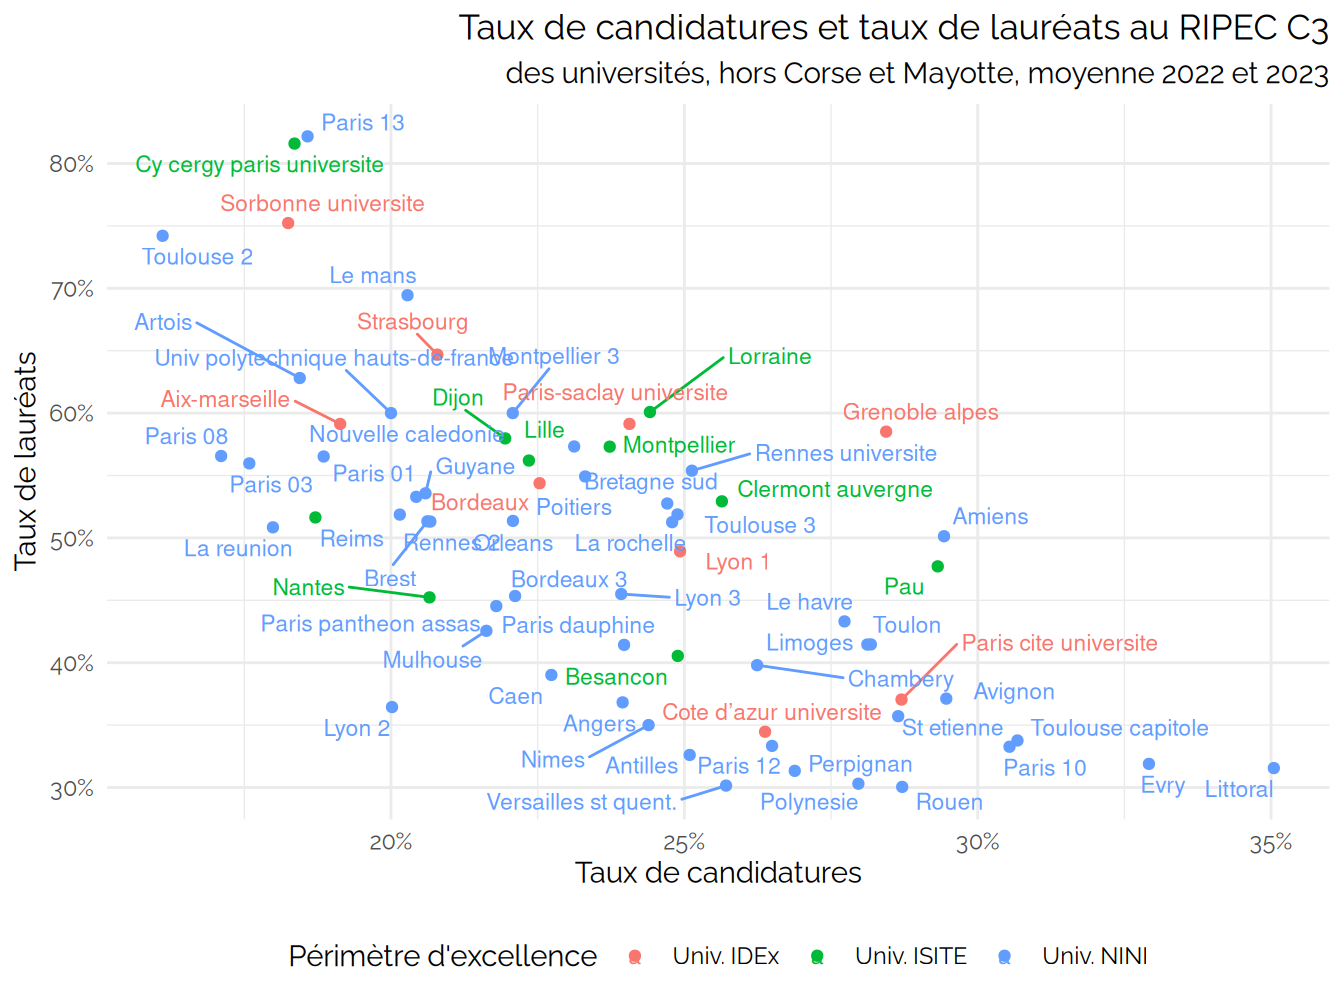 Taux de candidatures et taux de lauréats au RIPEC C3
des universités, hors Corse et Mayotte, moyenne 2022 et 2023
Taux de lauréats
80%
70%
60%
50%
40%
30%
Paris 13
Cy cergy paris universite
Sorbonne universite
Toulouse 2
Le mans
Artois
Strasbourg
Univ polytechnique hauts-de-france
Montpellier 3
Lorraine
Aix-marseille
Dijon
Paris-saclay universite
Grenoble alpes
Paris 08
Nouvelle caledonie
Lille
Montpellier
Rennes universite
Paris 03
Paris 01
Guyane
Bretagne sud
Clermont auvergne
Bordeaux
Poitiers
Toulouse 3
Amiens
La reunion
Reims
Rennes 2
Orleans
La rochelle
Lyon 1
Nantes
Brest
Bordeaux 3
Lyon 3
Le havre
Pau
Paris pantheon assas
Paris dauphine
Limoges
Toulon
Paris cite universite
Mulhouse
Besancon
Chambery
Avignon
Caen
Lyon 2
Angers
Cote d'azur universite
St etienne
Toulouse capitole
Nimes
Antilles
Paris 12
Perpignan
Paris 10
Evry
Littoral
Versailles st quent.
Polynesie
Rouen
20%
25%
30%
35%
Taux de candidatures
Périmètre d'excellence
Univ. IDEx
Univ. ISITE
Univ. NINI